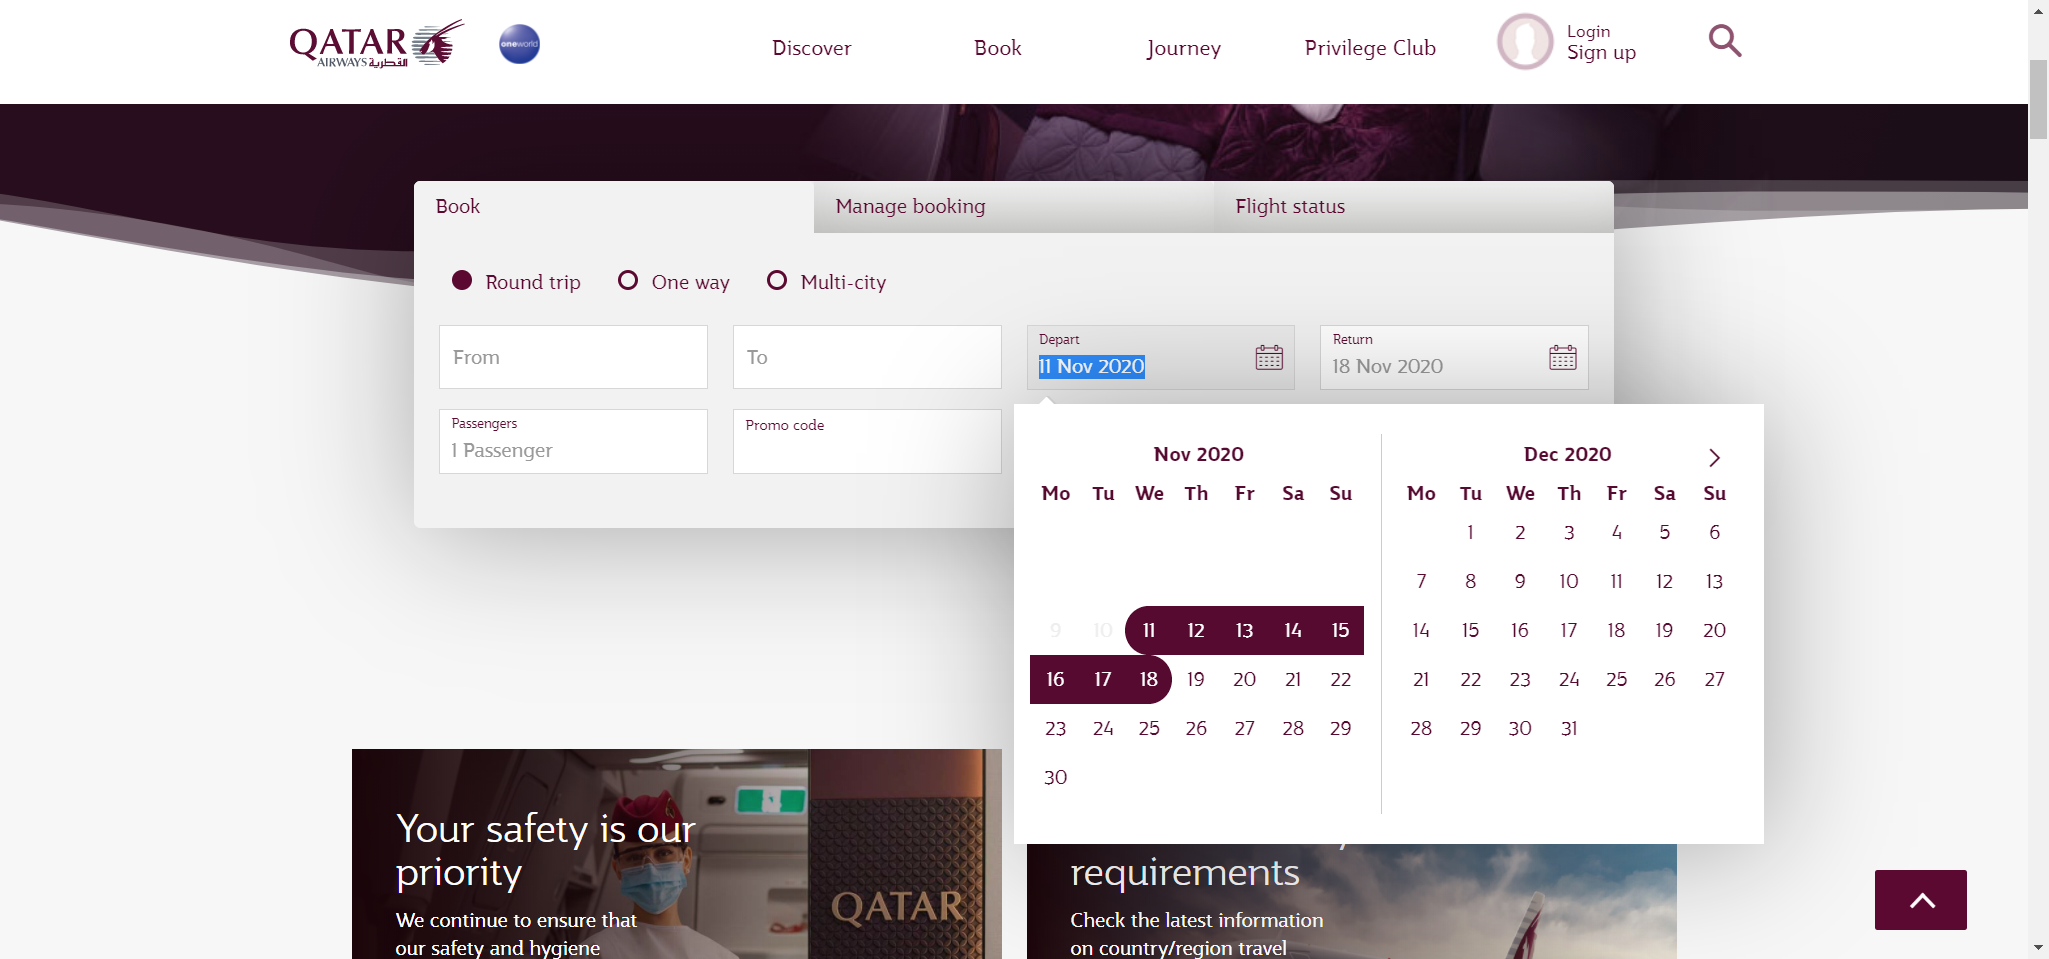 QATAR
AIRWAYS القطرية
oneworld
Discover
Book
Journey
Privilege Club
Login
Sign up
Book
Manage booking
Flight status
Round trip
One way
Multi-city
From
To
Depart
11 Nov 2020
Return
18 Nov 2020
Passengers
1 Passenger
Promo code
Nov 2020
Mo Tu We Th Fr Sa Su
9 10 11 12 13 14 15
16 17 18 19 20 21 22
23 24 25 26 27 28 29
30
Dec 2020
Mo Tu We Th Fr Sa Su
1 2 3 4 5 6
7 8 9 10 11 12 13
14 15 16 17 18 19 20
21 22 23 24 25 26 27
28 29 30 31
Your safety is our
priority
We continue to ensure that
our safety and hygiene
QATAR
requirements
Check the latest information
on country/region travel